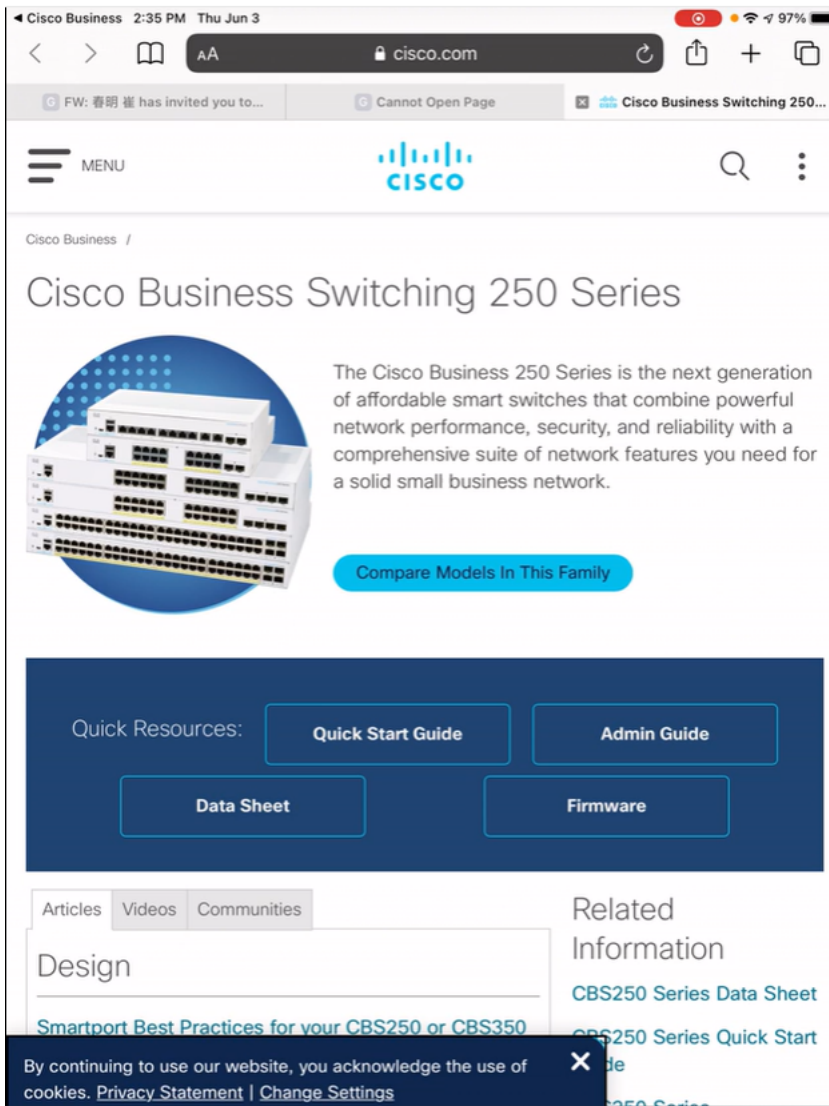 ◀ Cisco Business 2:35 PM Thu Jun 3 97%
AA cisco.com
FW: 春明 崔 has invited you to...
Cannot Open Page
Cisco Business Switching 250...
MENU
CISCO
Cisco Business /
Cisco Business Switching 250 Series
The Cisco Business 250 Series is the next generation
of affordable smart switches that combine powerful
network performance, security, and reliability with a
comprehensive suite of network features you need for
a solid small business network.
Compare Models In This Family
Quick Resources:
Quick Start Guide
Admin Guide
Data Sheet
Firmware
Articles
Videos
Communities
Design
Smartport Best Practices for your CBS250 or CBS350
Related
Information
CBS250 Series Data Sheet
CBS250 Series Quick Start
By continuing to use our website, you acknowledge the use of
cookies. Privacy Statement | Change Settings